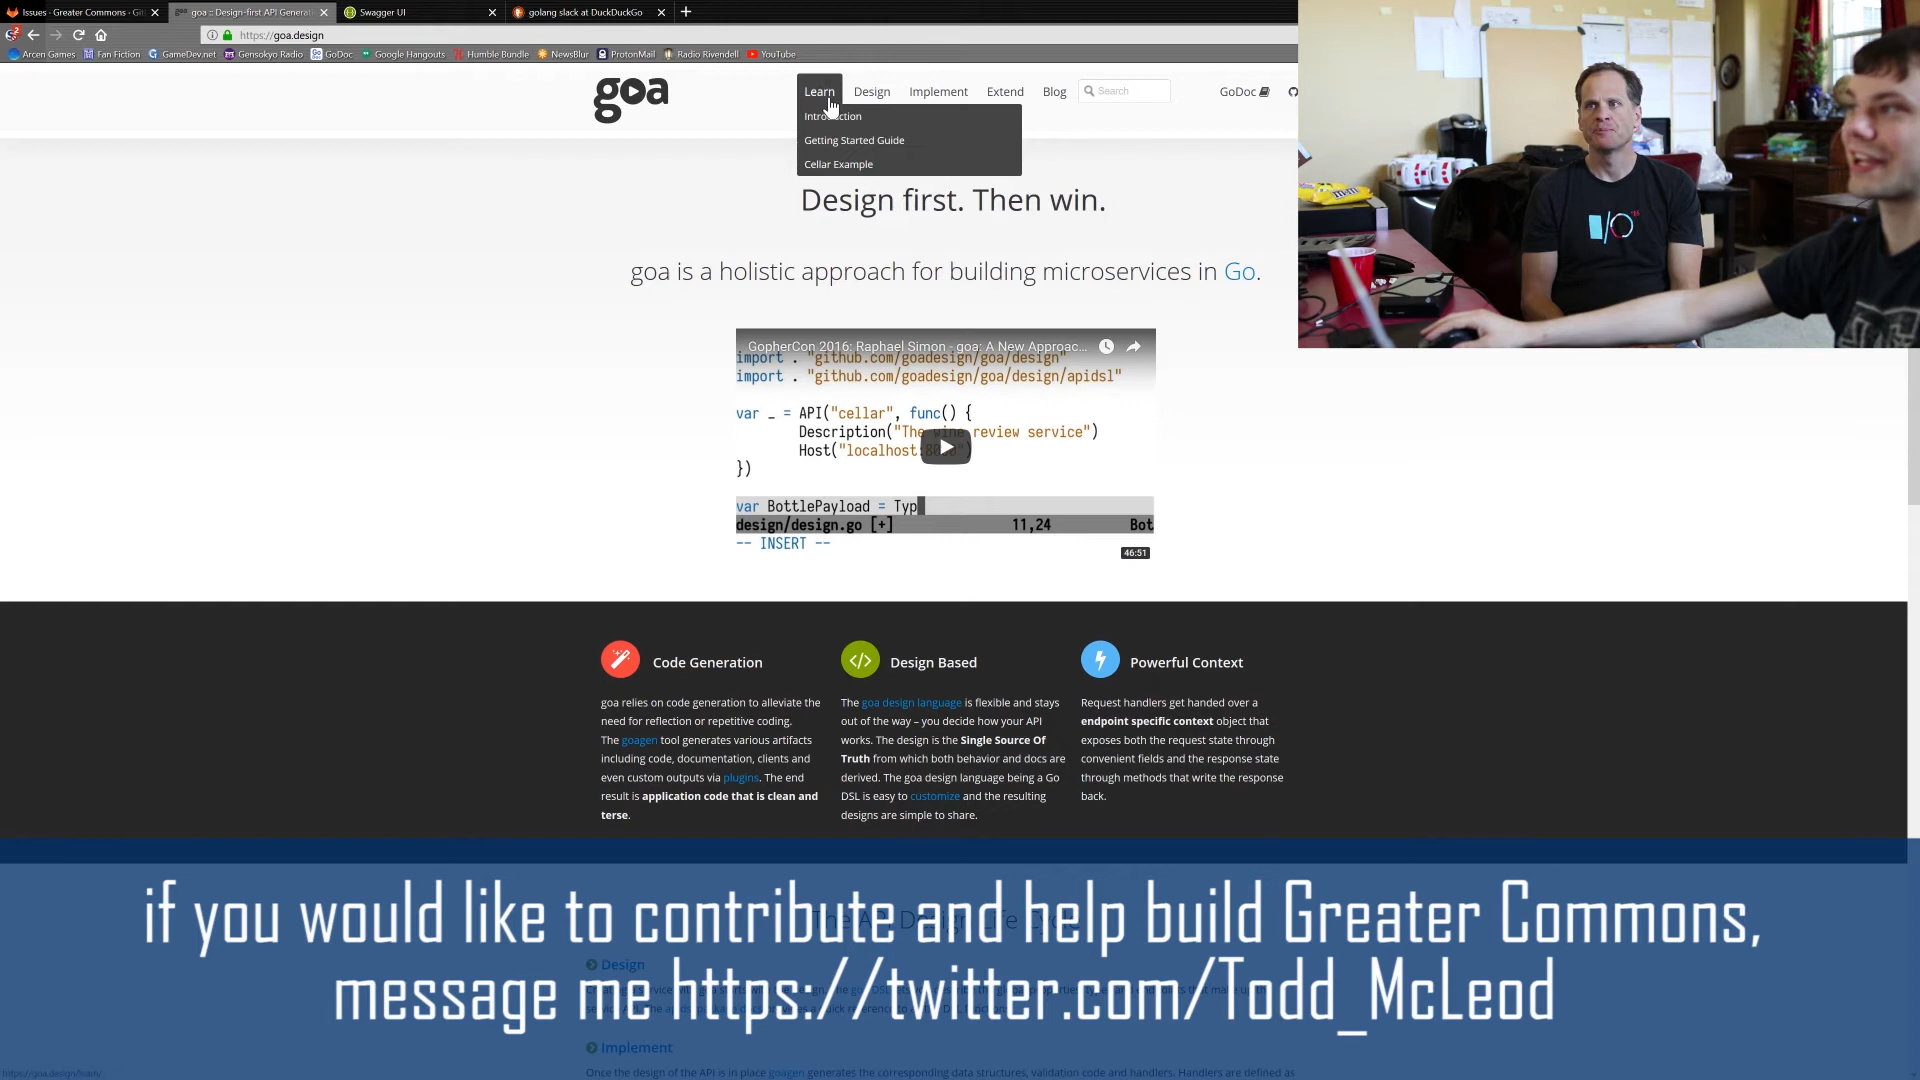 Issues - Greater Commons - Git
goa :: Design-first API Generati
Swagger UI
golang slack at DuckDuckGo
https://goa.design
Arcen Games
Fan Fiction
GameDev.net
Gensokyo Radio
GoDoc
Google Hangouts
Humble Bundle
NewsBlur
ProtonMail
Radio Rivendell
YouTube
goa
Learn
Design
Implement
Extend
Blog
Search
GoDoc
Introduction
Getting Started Guide
Cellar Example
Design first. Then win.
goa is a holistic approach for building microservices in Go.
GopherCon 2016: Raphael Simon - goa: A New Approac...
import . "github.com/goadesign/goa/design"
import . "github.com/goadesign/goa/design/apidsl"
var _ = API("cellar", func() {
Description("The wine review service")
Host("localhost:8080")
})
var BottlePayload = Typ
design/design.go [+] 11,24 Bot
-- INSERT --
46:51
I/O
Code Generation
goa relies on code generation to alleviate the
need for reflection or repetitive coding.
The goagen tool generates various artifacts
including code, documentation, clients and
even custom outputs via plugins. The end
result is application code that is clean and
terse.
Design Based
The goa design language is flexible and stays
out of the way – you decide how your API
works. The design is the Single Source Of
Truth from which both behavior and docs are
derived. The goa design language being a Go
DSL is easy to customize and the resulting
designs are simple to share.
Powerful Context
Request handlers get handed over a
endpoint specific context object that
exposes both the request state through
convenient fields and the response state
through methods that write the response
back.
The API Design Life Cycle
if you would like to contribute and help build Greater Commons,
message me https://twitter.com/Todd_McLeod
Design
Implement
Once the design of the API is in place goagen generates the corresponding data structures, validation code and handlers. Handlers are defined as
https://goa.design/learn/